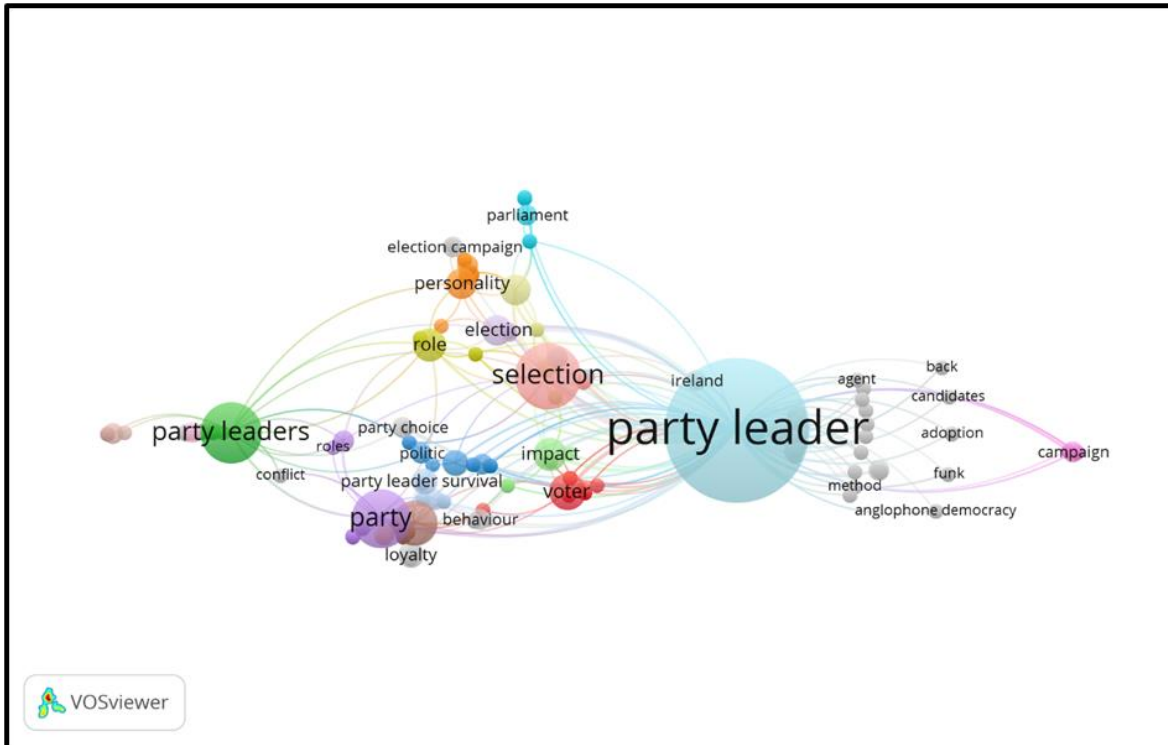 parliament
election campaign
personality
election
role
selection
ireland
back
agent
candidates
party leaders
party choice
party leader
adoption
roles
politic
impact
campaign
conflict
party leader survival
funk
method
voter
party
behaviour
anglophone democracy
loyalty
VOSviewer